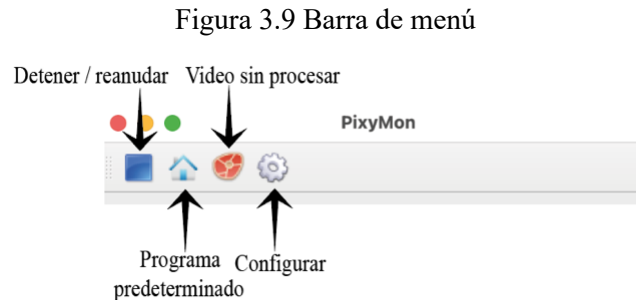 Figura 3.9 Barra de menú
Detener / reanudar Video sin procesar
PixyMon
Programa
predeterminado
Configurar